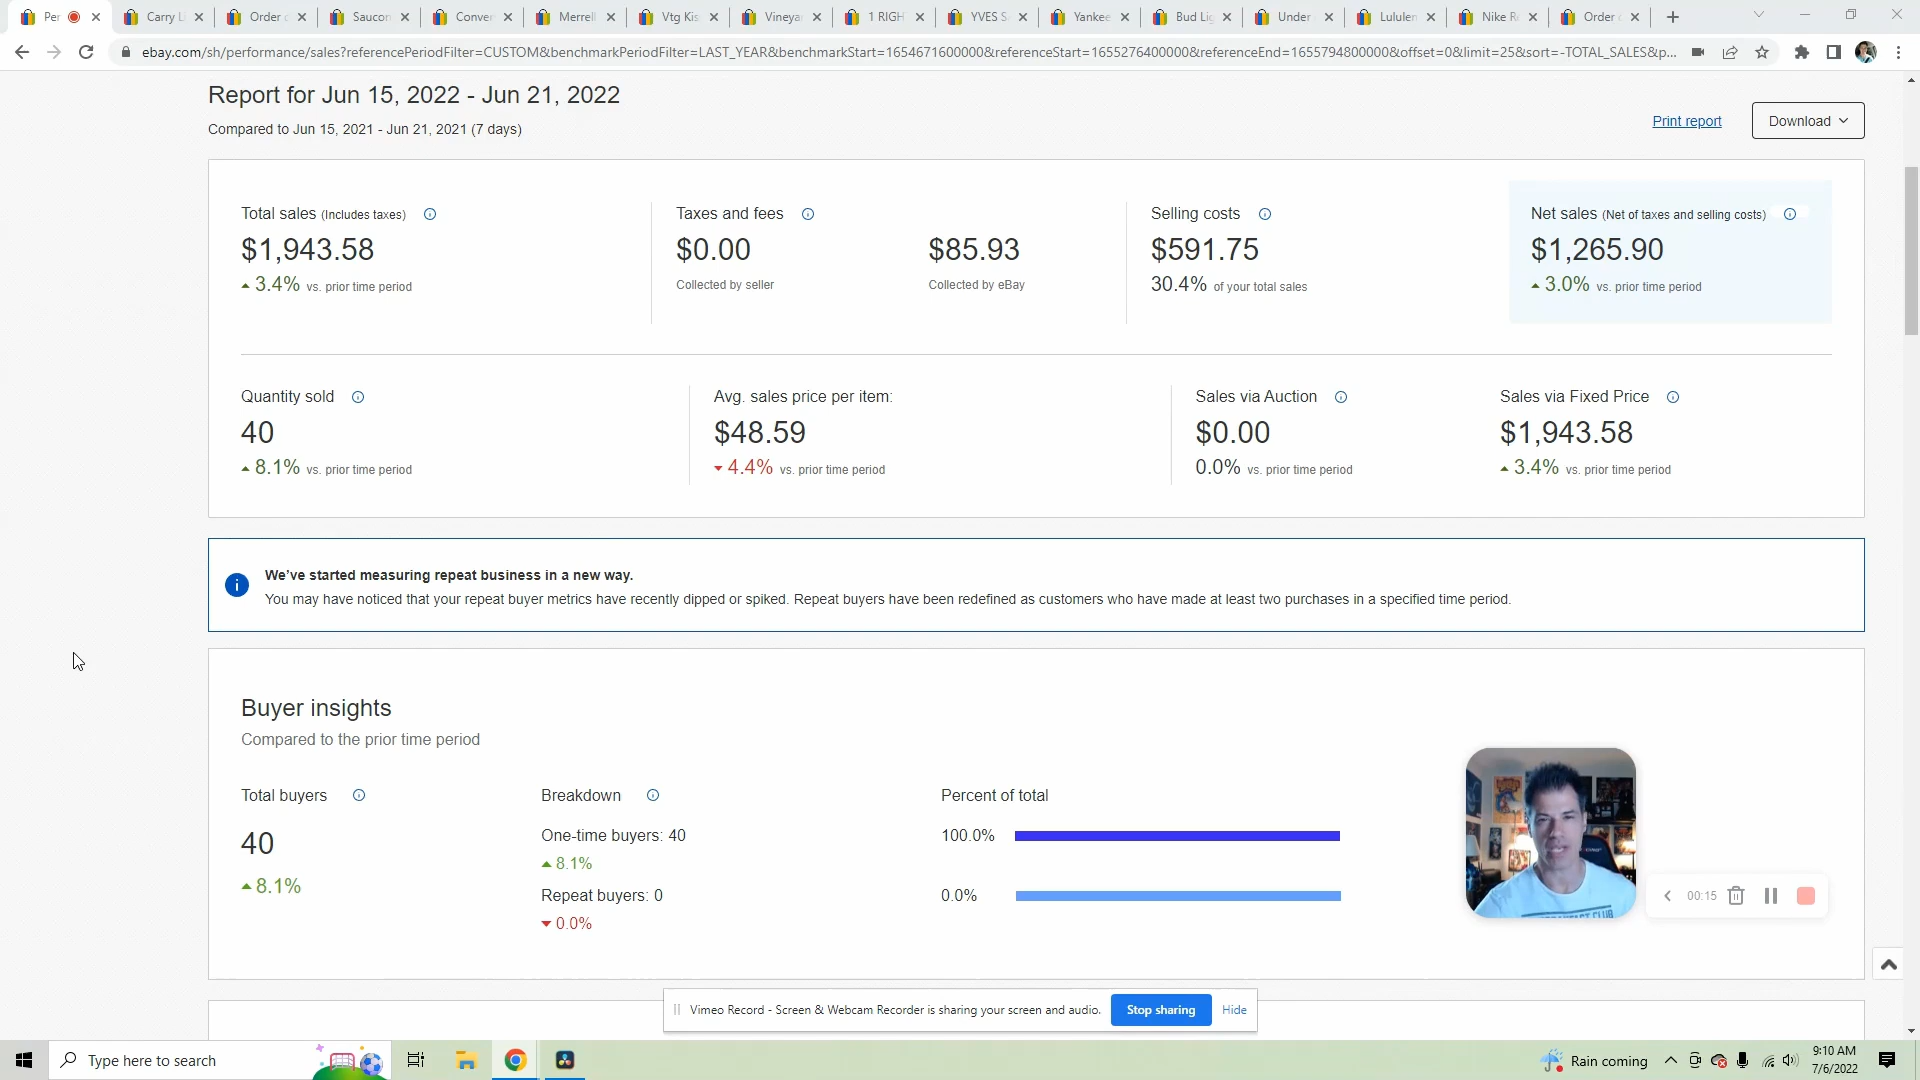 Per
Carry Li
Order d
Saucon
Conver
Merrell
Vtg Kis
Vineyar
1 RIGH
YVES S
Yankee
Bud Lig
Under
Lululen
Nike R
Order d
ebay.com/sh/performance/sales?referencePeriodFilter=CUSTOM&benchmarkPeriodFilter=LAST_YEAR&benchmarkStart=1654671600000&referenceStart=1655276400000&referenceEnd=1655794800000&offset=0&limit=25&sort=-TOTAL_SALES&p...
Report for Jun 15, 2022 - Jun 21, 2022
Compared to Jun 15, 2021 - Jun 21, 2021 (7 days)
Print report
Download
Total sales (Includes taxes)
$1,943.58
3.4% vs. prior time period
Taxes and fees
$0.00
Collected by seller
$85.93
Collected by eBay
Selling costs
$591.75
30.4% of your total sales
Net sales (Net of taxes and selling costs)
$1,265.90
3.0% vs. prior time period
Quantity sold
40
8.1% vs. prior time period
Avg. sales price per item:
$48.59
4.4% vs. prior time period
Sales via Auction
$0.00
0.0% vs. prior time period
Sales via Fixed Price
$1,943.58
3.4% vs. prior time period
We've started measuring repeat business in a new way.
You may have noticed that your repeat buyer metrics have recently dipped or spiked. Repeat buyers have been redefined as customers who have made at least two purchases in a specified time period.
Buyer insights
Compared to the prior time period
Total buyers
40
8.1%
Breakdown
One-time buyers: 40
8.1%
Repeat buyers: 0
0.0%
Percent of total
100.0%
0.0%
00:15
Vimeo Record - Screen & Webcam Recorder is sharing your screen and audio.
Stop sharing
Hide
Type here to search
Rain coming
9:10 AM
7/6/2022